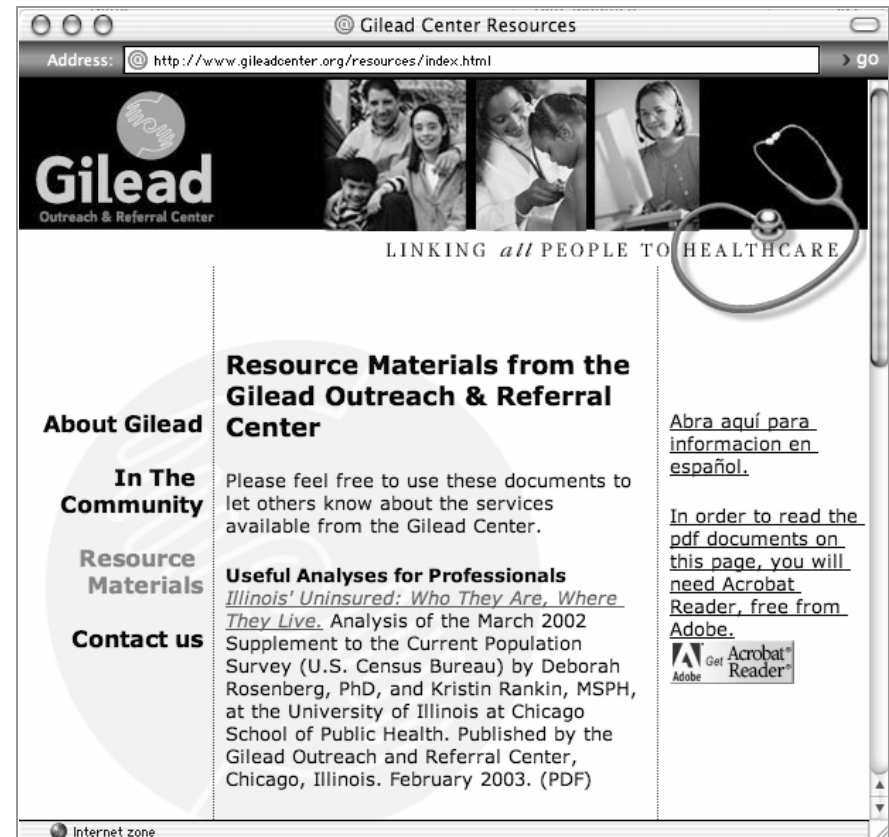 @ Gilead Center Resources
Address: @ http://www.gileadcenter.org/resources/index.html › go
Gilead
Outreach & Referral Center
LINKING all PEOPLE TO HEALTHCARE
About Gilead
In The
Community
Resource
Materials
Contact us
Resource Materials from the
Gilead Outreach & Referral
Center
Please feel free to use these documents to
let others know about the services
available from the Gilead Center.
Useful Analyses for Professionals
Illinois' Uninsured: Who They Are, Where
They Live. Analysis of the March 2002
Supplement to the Current Population
Survey (U.S. Census Bureau) by Deborah
Rosenberg, PhD, and Kristin Rankin, MSPH,
at the University of Illinois at Chicago
School of Public Health. Published by the
Gilead Outreach and Referral Center,
Chicago, Illinois. February 2003. (PDF)
Abra aquí para
informacion en
español.
In order to read the
pdf documents on
this page, you will
need Acrobat
Reader, free from
Adobe.
Adobe
Get Acrobat®
Reader®
Internet zone